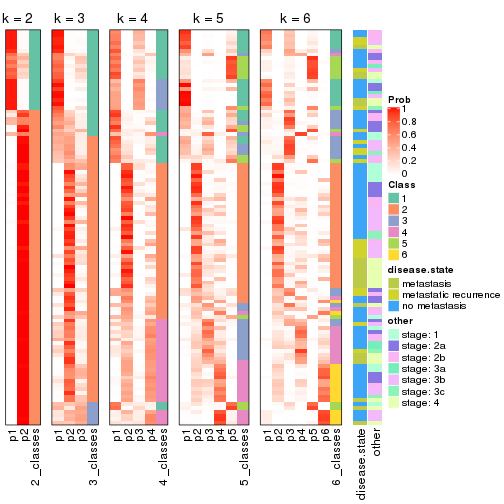 k = 2 k = 3 k = 4 k = 5 k = 6
Prob
1
0.8
0.6
0.4
0.2
0
Class
1
2
3
4
5
6
disease.state
metastasis
metastatic recurrence
no metastasis
other
stage: 1
stage: 2a
stage: 2b
stage: 3a
stage: 3b
stage: 3c
stage: 4
p1 p2 2_classes p1 p2 p3 3_classes p1 p2 p3 p4 4_classes p1 p2 p3 p4 p5 5_classes p1 p2 p3 p4 p5 p6 6_classes disease.state other